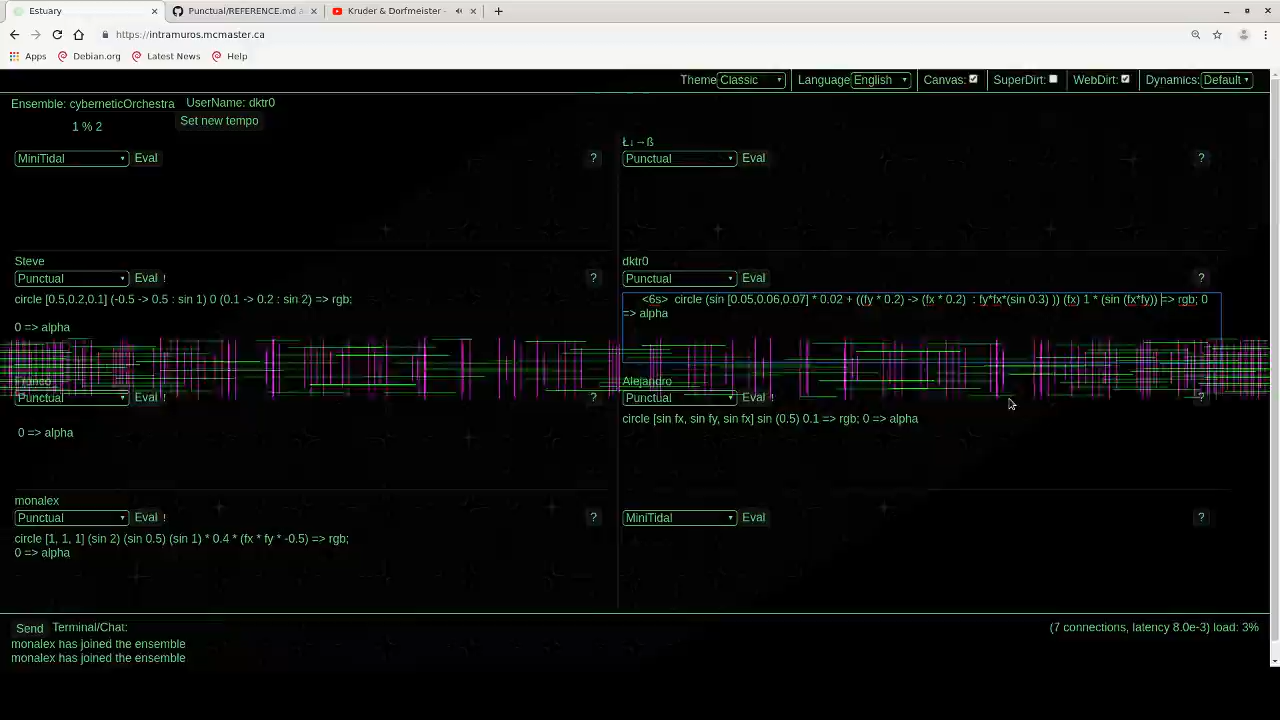 Estuary
Punctual/REFERENCE.md a
Kruder & Dorfmeister -
https://intramuros.mcmaster.ca
Apps Debian.org Latest News Help
Theme Classic Language English Canvas: SuperDirt: WebDirt: Dynamics: Default
Ensemble: cyberneticOrchestra UserName: dktr0
1 % 2 Set new tempo
MiniTidal Eval ?
Ł↓→ß
Punctual Eval ?
Steve
Punctual Eval ! ?
circle [0.5,0.2,0.1] (-0.5 -> 0.5 : sin 1) 0 (0.1 -> 0.2 : sin 2) => rgb;
0 => alpha
dktr0
Punctual Eval ?
<6s> circle (sin [0.05,0.06,0.07] * 0.02 + ((fy * 0.2) -> (fx * 0.2) : fy*fx*(sin 0.3) )) (fx) 1 * (sin (fx*fy)) => rgb; 0
=> alpha
Punctual Eval ! ?
0 => alpha
Alejandro
Punctual Eval ! ?
circle [sin fx, sin fy, sin fx] sin (0.5) 0.1 => rgb; 0 => alpha
monalex
Punctual Eval ! ?
circle [1, 1, 1] (sin 2) (sin 0.5) (sin 1) * 0.4 * (fx * fy * -0.5) => rgb;
0 => alpha
MiniTidal Eval ?
Send Terminal/Chat: (7 connections, latency 8.0e-3) load: 3%
monalex has joined the ensemble
monalex has joined the ensemble